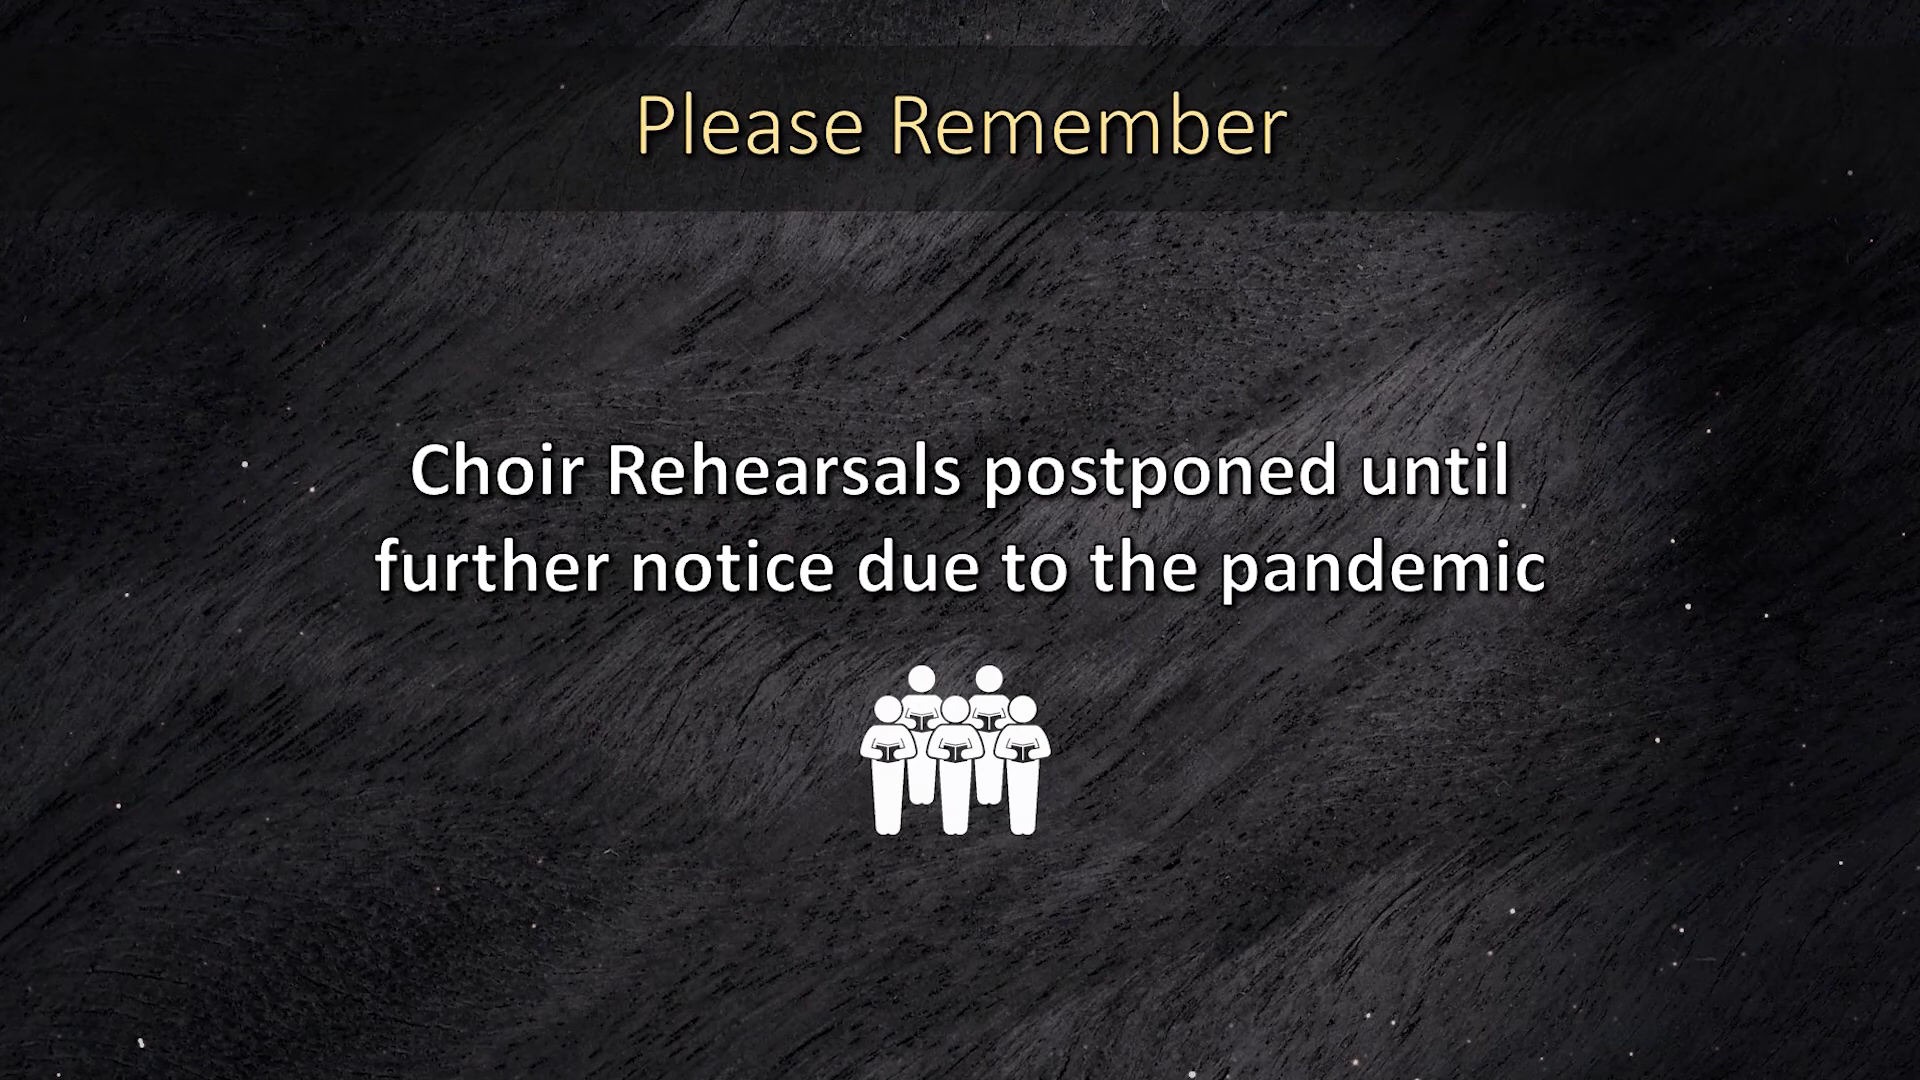 Please Remember
Choir Rehearsals postponed until
further notice due to the pandemic